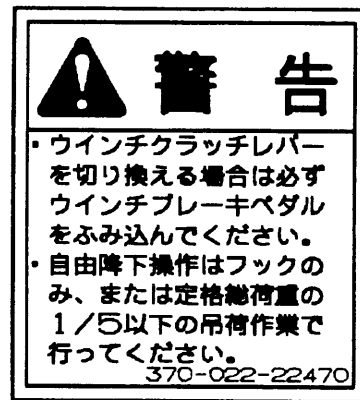 警告
・ウインチクラッチレバー
を切り換える場合は必ず
ウインチブレーキペダル
をふみ込んでください。
・自由降下操作はフックの
み、または定格総荷重の
1/5以下の吊荷作業で
行ってください。
370-022-22470